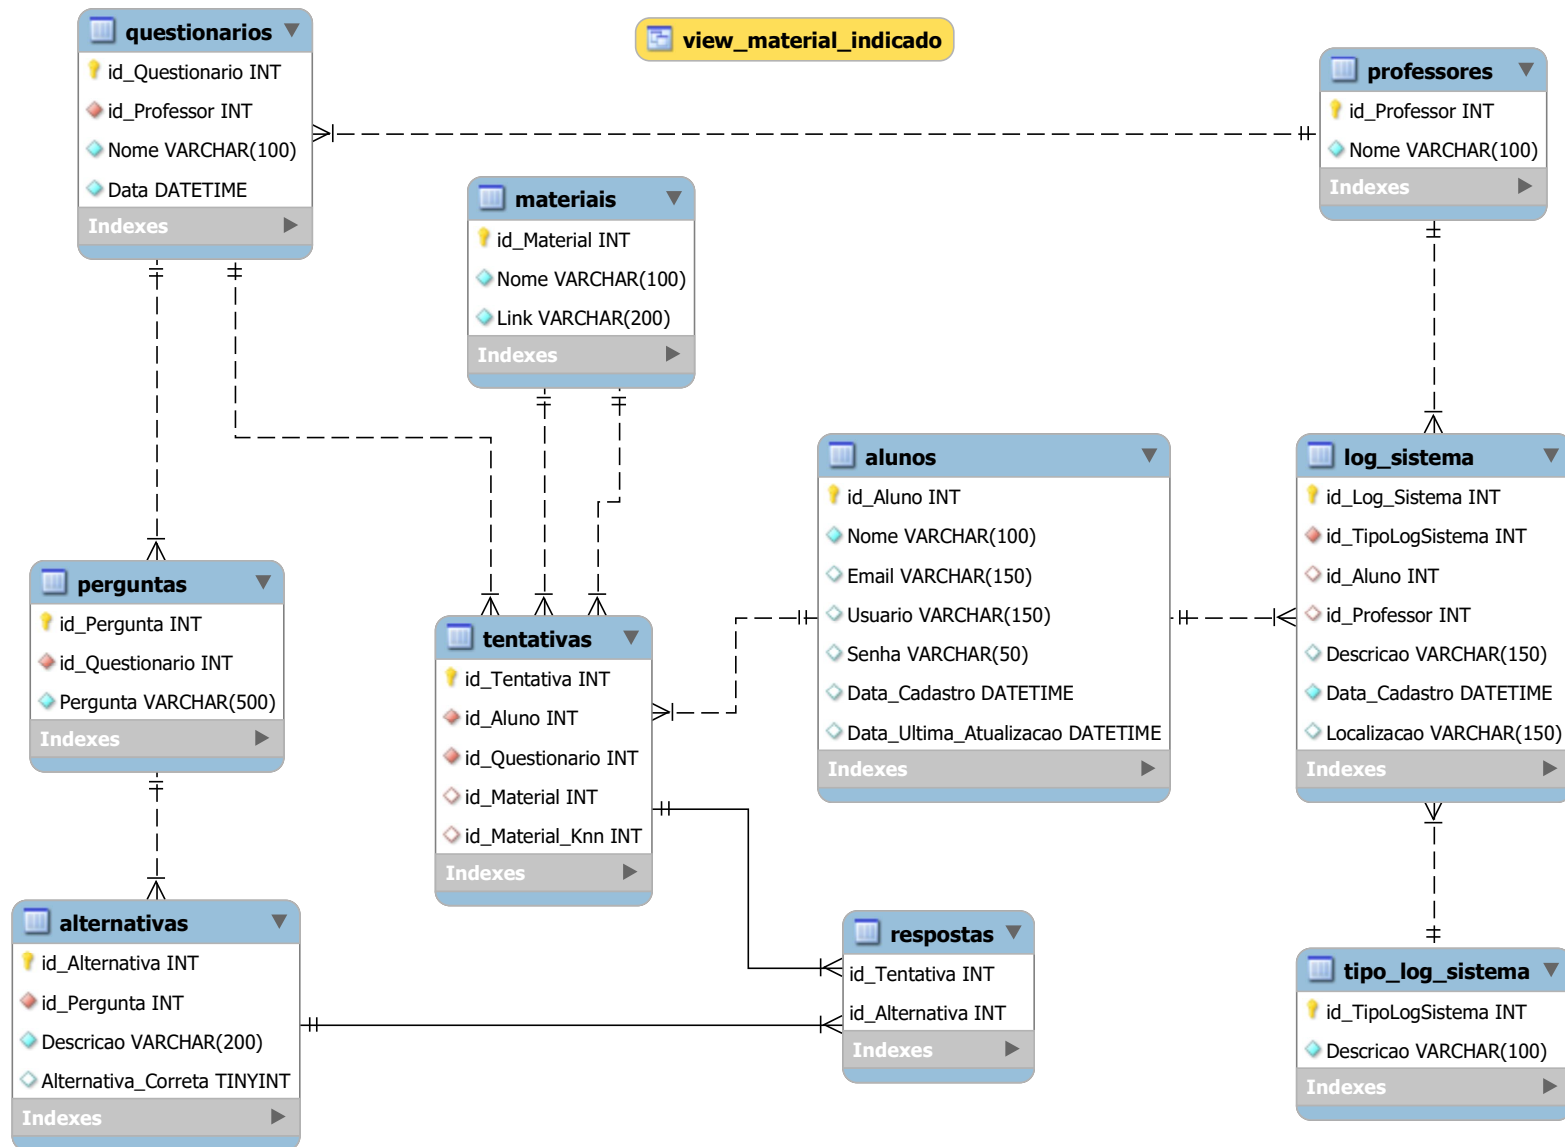 questionarios
id_Questionario INT
id_Professor INT
Nome VARCHAR(100)
Data DATETIME
Indexes
view_material_indicado
professores
id_Professor INT
Nome VARCHAR(100)
Indexes
materiais
id_Material INT
Nome VARCHAR(100)
Link VARCHAR(200)
Indexes
alunos
id_Aluno INT
Nome VARCHAR(100)
Email VARCHAR(150)
Usuario VARCHAR(150)
Senha VARCHAR(50)
Data_Cadastro DATETIME
Data_Ultima_Atualizacao DATETIME
Indexes
log_sistema
id_Log_Sistema INT
id_TipoLogSistema INT
id_Aluno INT
id_Professor INT
Descricao VARCHAR(150)
Data_Cadastro DATETIME
Localizacao VARCHAR(150)
Indexes
perguntas
id_Pergunta INT
id_Questionario INT
Pergunta VARCHAR(500)
Indexes
tentativas
id_Tentativa INT
id_Aluno INT
id_Questionario INT
id_Material INT
id_Material_Knn INT
Indexes
alternativas
id_Alternativa INT
id_Pergunta INT
Descricao VARCHAR(200)
Alternativa_Correta TINYINT
Indexes
respostas
id_Tentativa INT
id_Alternativa INT
Indexes
tipo_log_sistema
id_TipoLogSistema INT
Descricao VARCHAR(100)
Indexes